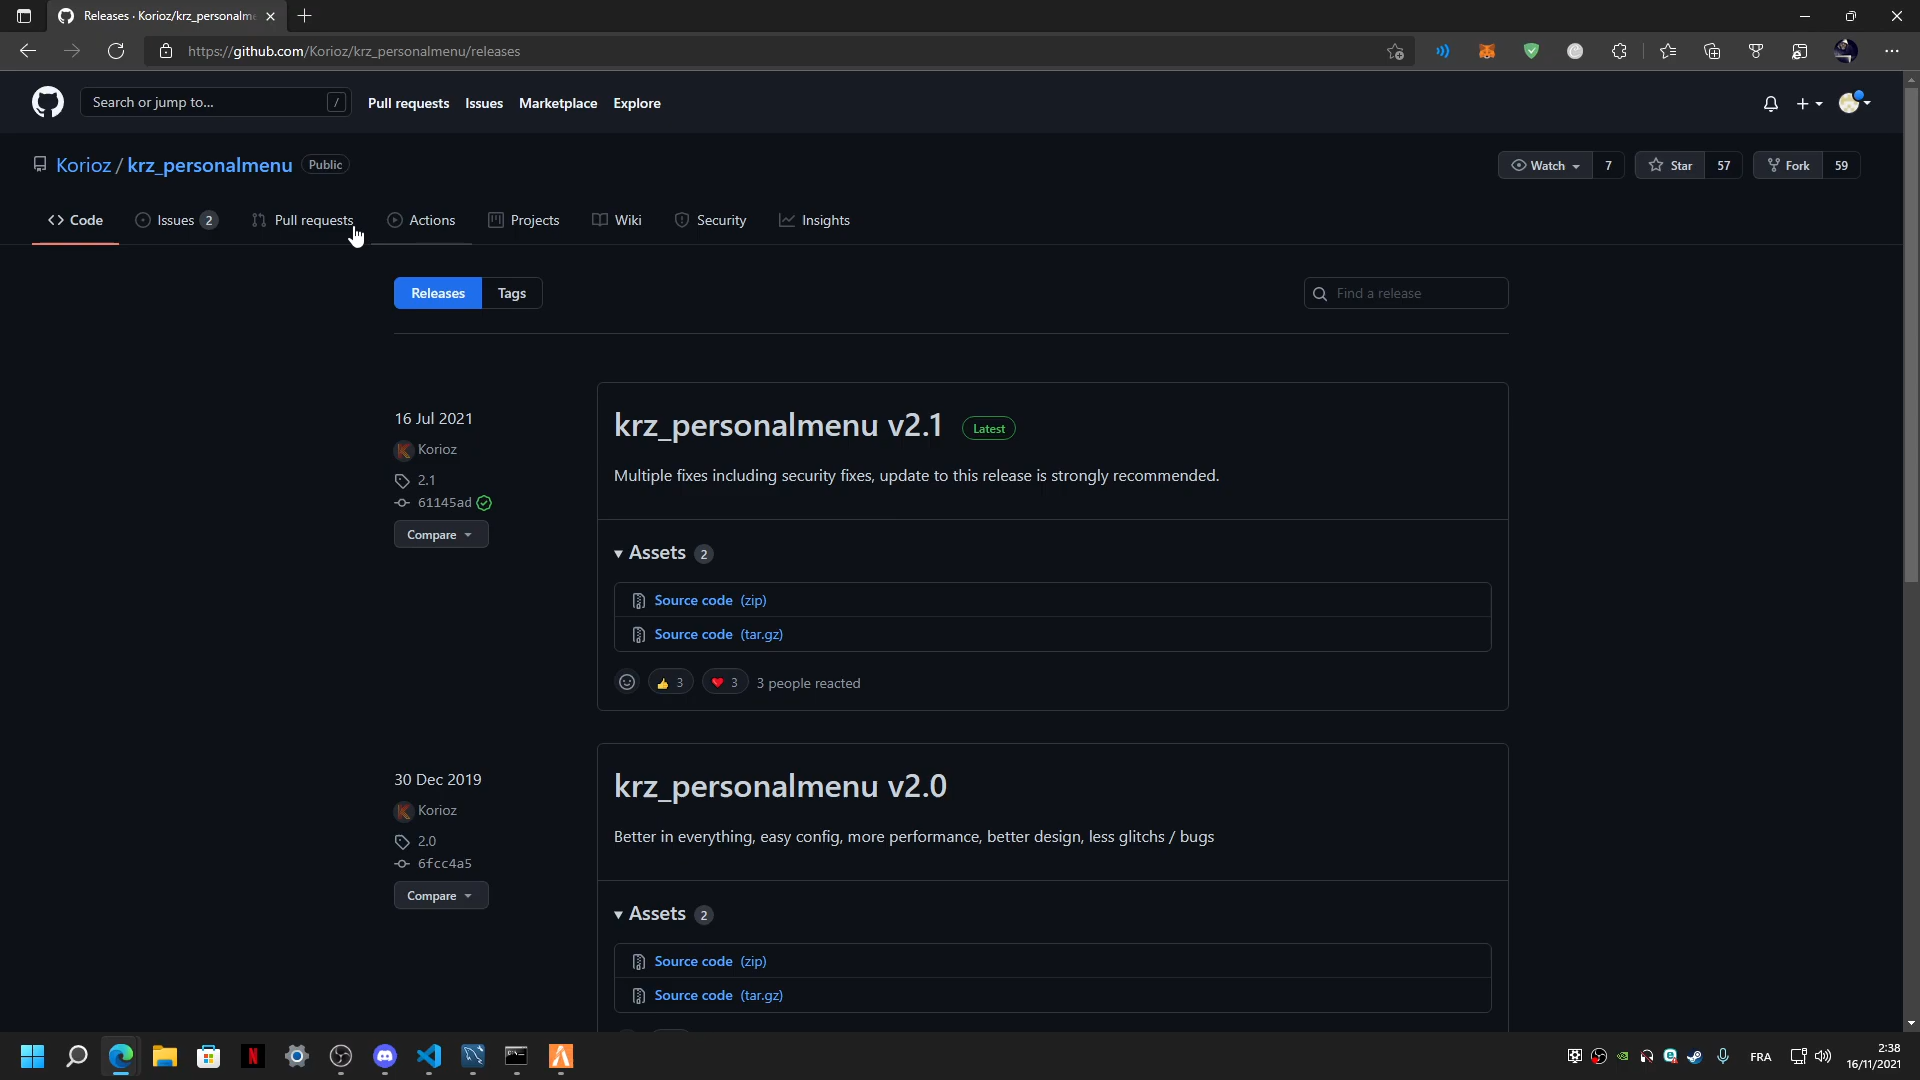 Releases · Korioz/krz_personalme
https://github.com/Korioz/krz_personalmenu/releases
Search or jump to... /
Pull requests Issues Marketplace Explore
Korioz / krz_personalmenu Public
Watch 7 Star 57 Fork 59
Code Issues 2 Pull requests Actions Projects Wiki Security Insights
Releases Tags
Find a release
16 Jul 2021
Korioz
2.1
61145ad
Compare
krz_personalmenu v2.1 Latest
Multiple fixes including security fixes, update to this release is strongly recommended.
Assets 2
Source code (zip)
Source code (tar.gz)
3 3 3 people reacted
30 Dec 2019
Korioz
2.0
6fcc4a5
Compare
krz_personalmenu v2.0
Better in everything, easy config, more performance, better design, less glitchs / bugs
Assets 2
Source code (zip)
Source code (tar.gz)
FRA
2:38
16/11/2021